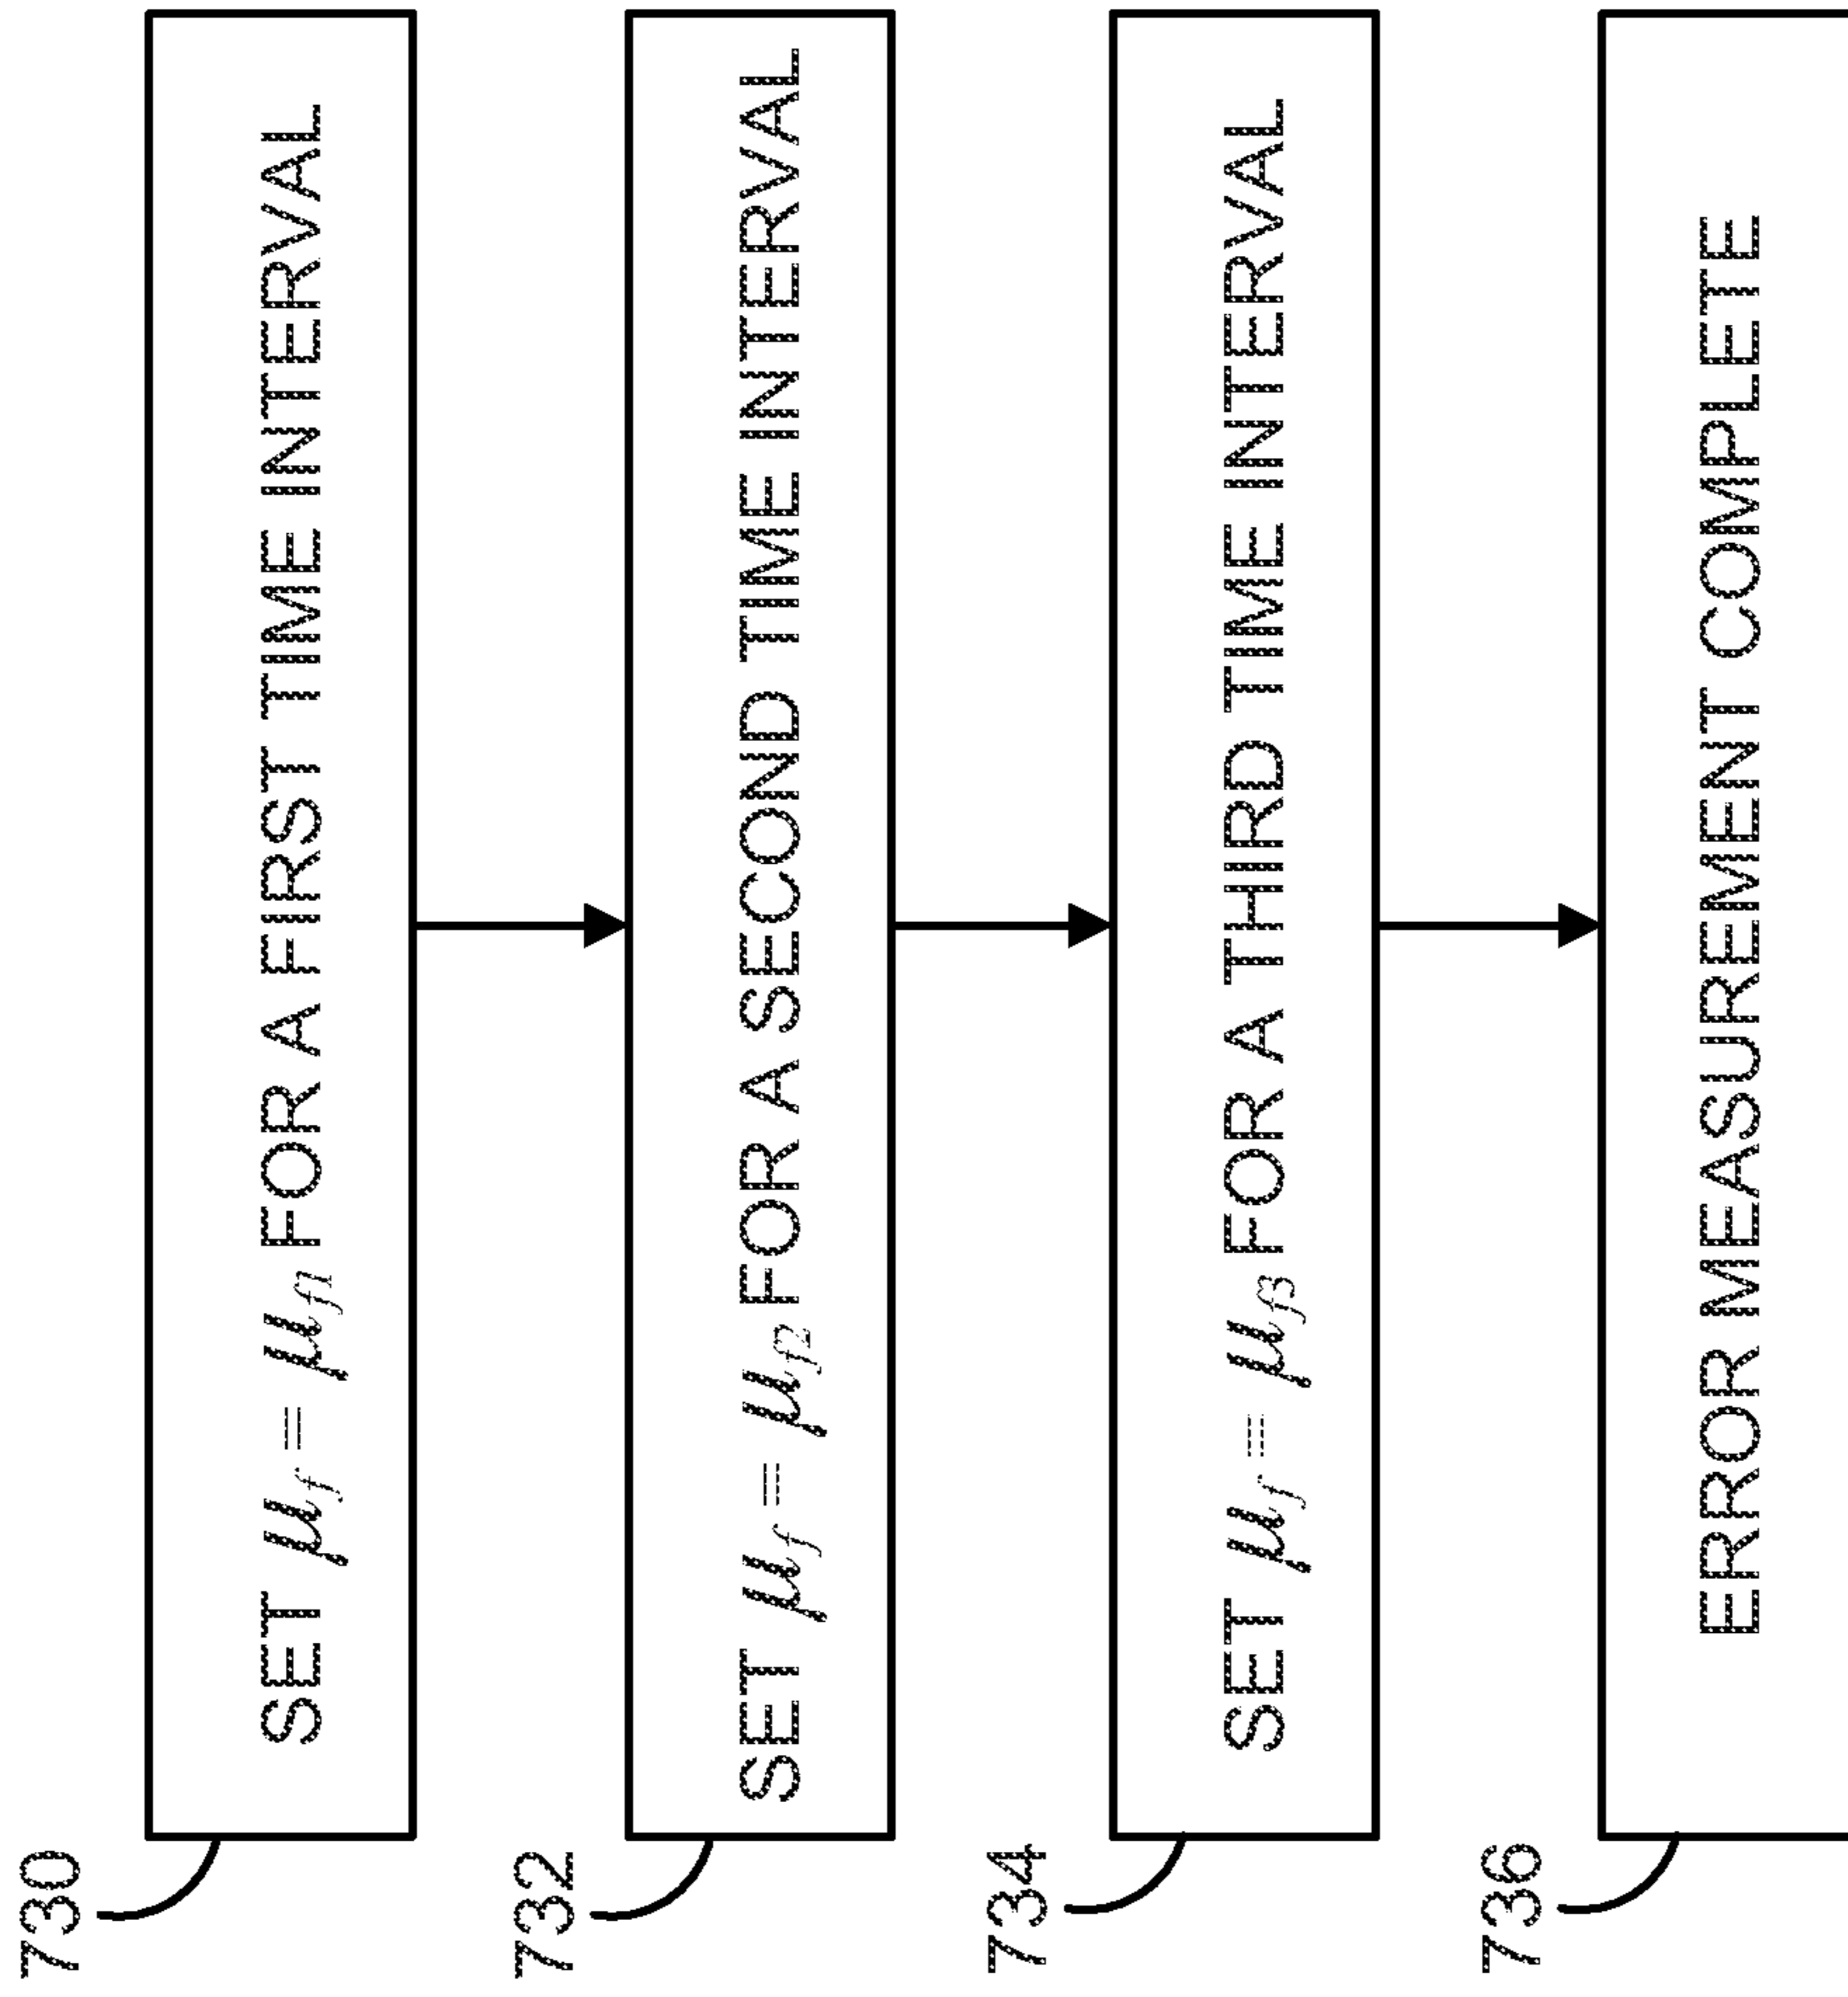 730
SET μf = μf1 FOR A FIRST TIME INTERVAL
732
SET μf = μf2 FOR A SECOND TIME INTERVAL
734
SET μf = μf3 FOR A THIRD TIME INTERVAL
736
ERROR MEASUREMENT COMPLETE